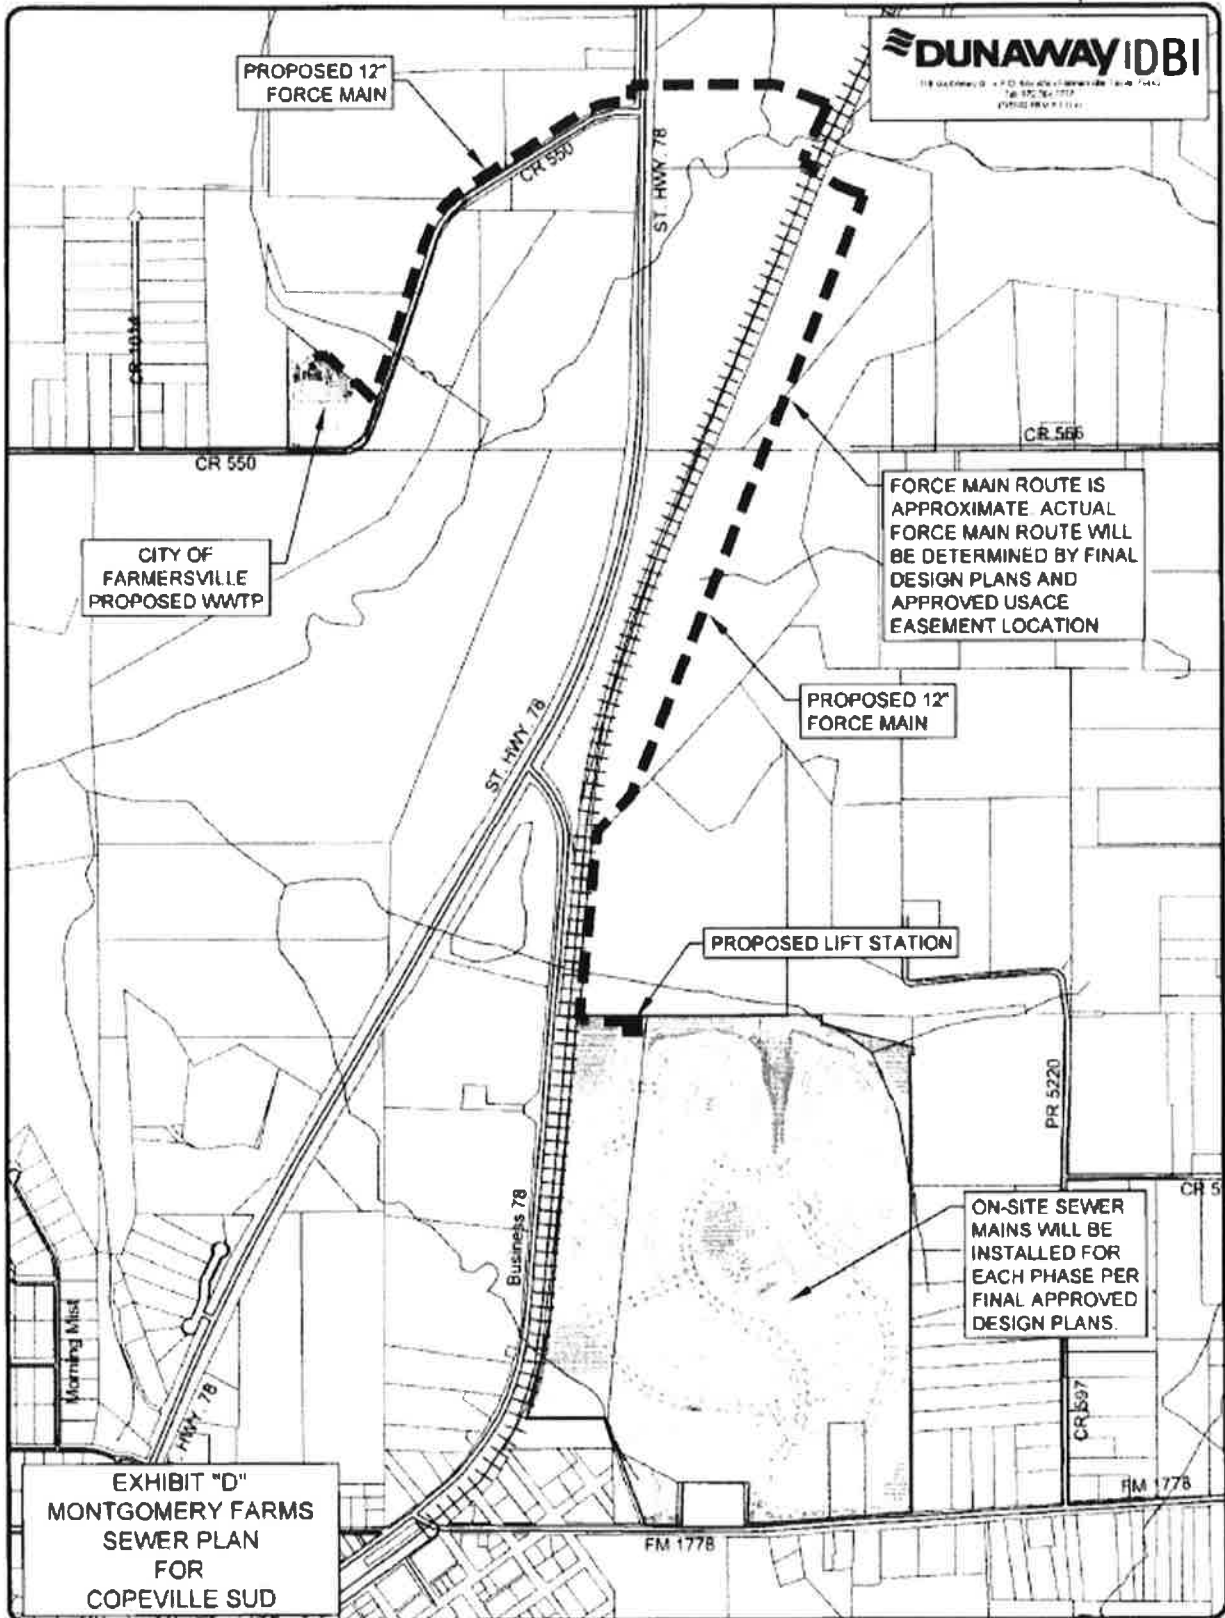 DUNAWAY | DBI
PROPOSED 12"
FORCE MAIN
CR 550
ST. HWY. 78
CR 1014
CR 550
CR 566
FORCE MAIN ROUTE IS
APPROXIMATE. ACTUAL
FORCE MAIN ROUTE WILL
BE DETERMINED BY FINAL
DESIGN PLANS AND
APPROVED USACE
EASEMENT LOCATION
CITY OF
FARMERSVILLE
PROPOSED WWTP
PROPOSED 12"
FORCE MAIN
ST. HWY. 78
PROPOSED LIFT STATION
PR 5220
CR 5
ON-SITE SEWER
MAINS WILL BE
INSTALLED FOR
EACH PHASE PER
FINAL APPROVED
DESIGN PLANS.
Business 78
Morning Mist
HWY. 78
CR 597
FM 1778
FM 1778
EXHIBIT "D"
MONTGOMERY FARMS
SEWER PLAN
FOR
COPEVILLE SUD